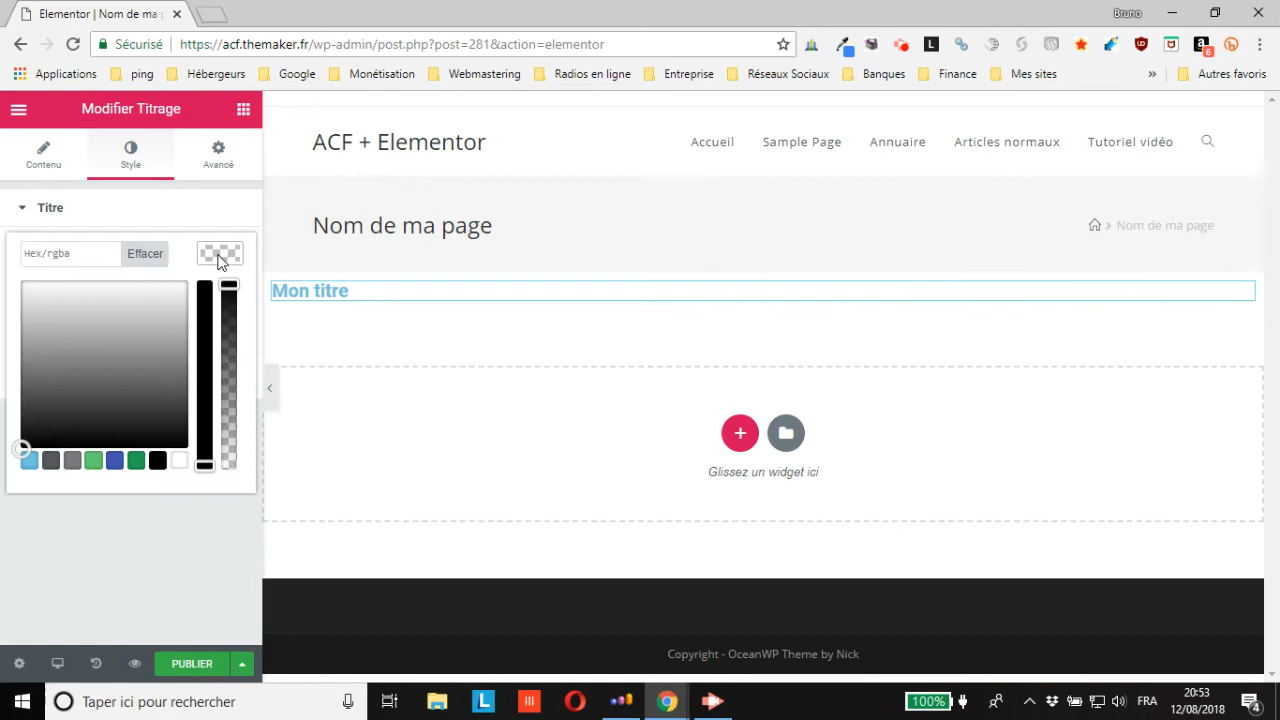 Elementor | Nom de ma p
Bruno
Sécurisé
https://acf.themaker.fr/wp-admin/post.php?post=281&action=elementor
L
6
Applications
ping
Hébergeurs
Google
Monétisation
Webmastering
Radios en ligne
Entreprise
Réseaux Sociaux
Banques
Finance
Mes sites
»
Autres favoris
Modifier Titrage
Contenu
Style
Avancé
Titre
Hex/rgba
Effacer
ACF + Elementor
Accueil
Sample Page
Annuaire
Articles normaux
Tutoriel vidéo
Nom de ma page
Nom de ma page
Mon titre
Glissez un widget ici
Copyright - OceanWP Theme by Nick
PUBLIER
Taper ici pour rechercher
L
100%
FRA
20:53
12/08/2018
4